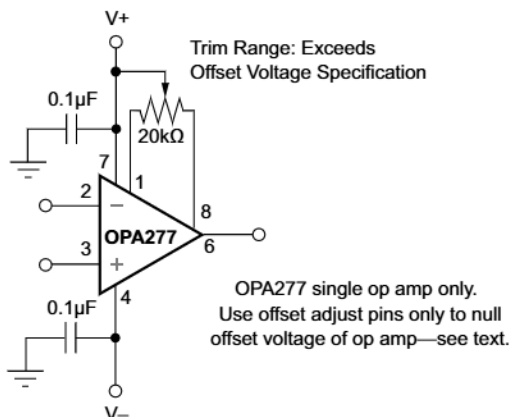 V+
Trim Range: Exceeds
Offset Voltage Specification
0.1µF
20kΩ
7
1
2
8
−
OPA277
3
+
6
4
0.1µF
OPA277 single op amp only.
Use offset adjust pins only to null
offset voltage of op amp—see text.
V–